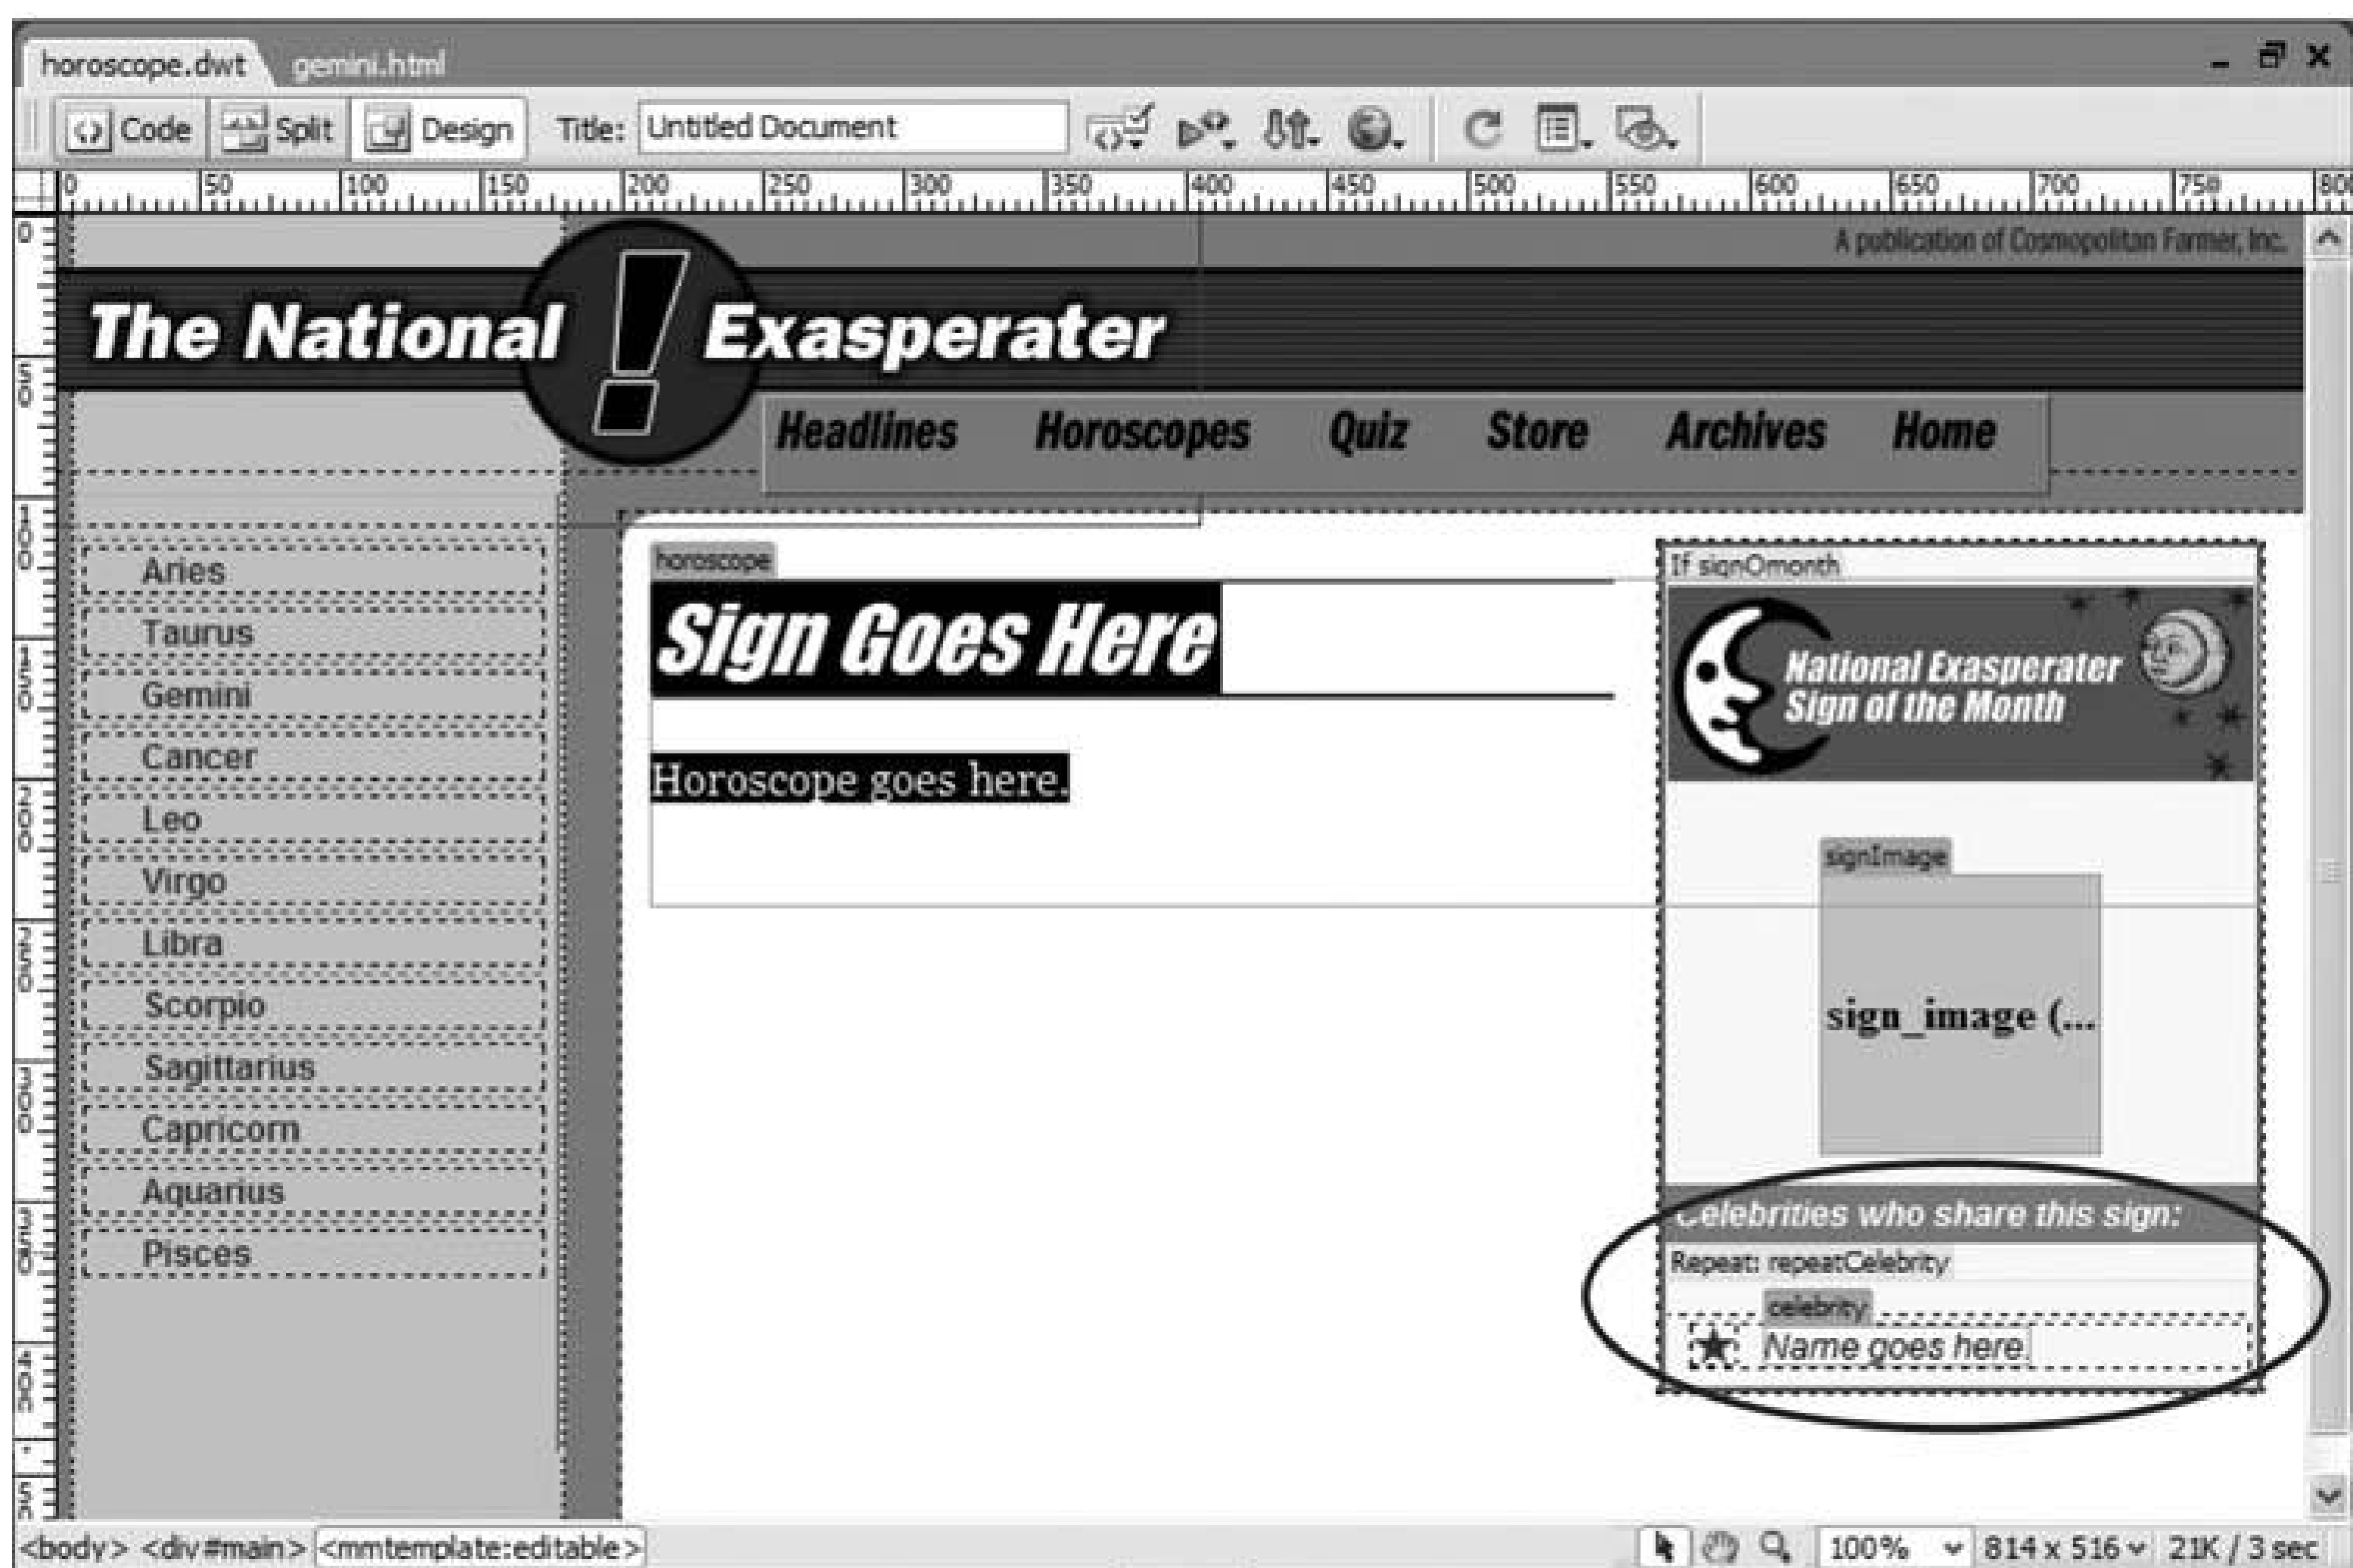 horoscope.dwt gemini.html
Code Split Design Title: Untitled Document
0 50 100 150 200 250 300 350 400 450 500 550 600 650 700 750 800
A publication of Cosmopolitan Farmer, Inc.
The National ! Exasperater
Headlines Horoscopes Quiz Store Archives Home
Aries
Taurus
Gemini
Cancer
Leo
Virgo
Libra
Scorpio
Sagittarius
Capricorn
Aquarius
Pisces
horoscope
Sign Goes Here
Horoscope goes here.
If signOmonth
National Exasperater
Sign of the Month
signImage
sign_image (...
Celebrities who share this sign:
Repeat: repeatCelebrity
celebrity
Name goes here.
<body> <div#main> <mmtemplate:editable>
100% 814 x 516 21K / 3 sec